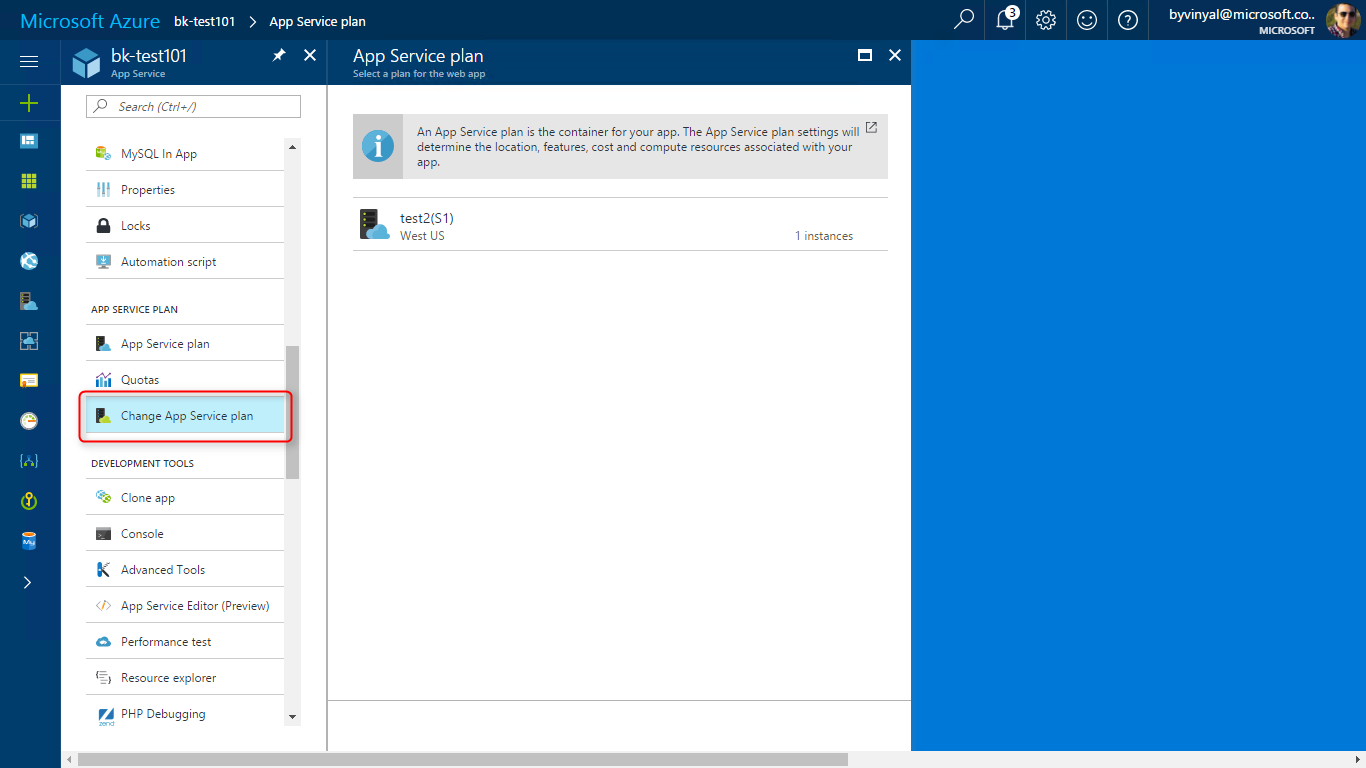 Microsoft Azure bk-test101 > App Service plan
3
byvinyal@microsoft.co..
MICROSOFT
bk-test101
App Service
Search (Ctrl+/)
MySQL In App
Properties
Locks
Automation script
APP SERVICE PLAN
App Service plan
Quotas
Change App Service plan
DEVELOPMENT TOOLS
Clone app
Console
Advanced Tools
App Service Editor (Preview)
Performance test
Resource explorer
zend
PHP Debugging
App Service plan
Select a plan for the web app
An App Service plan is the container for your app. The App Service plan settings will
determine the location, features, cost and compute resources associated with your
app.
test2(S1)
West US
1 instances
My